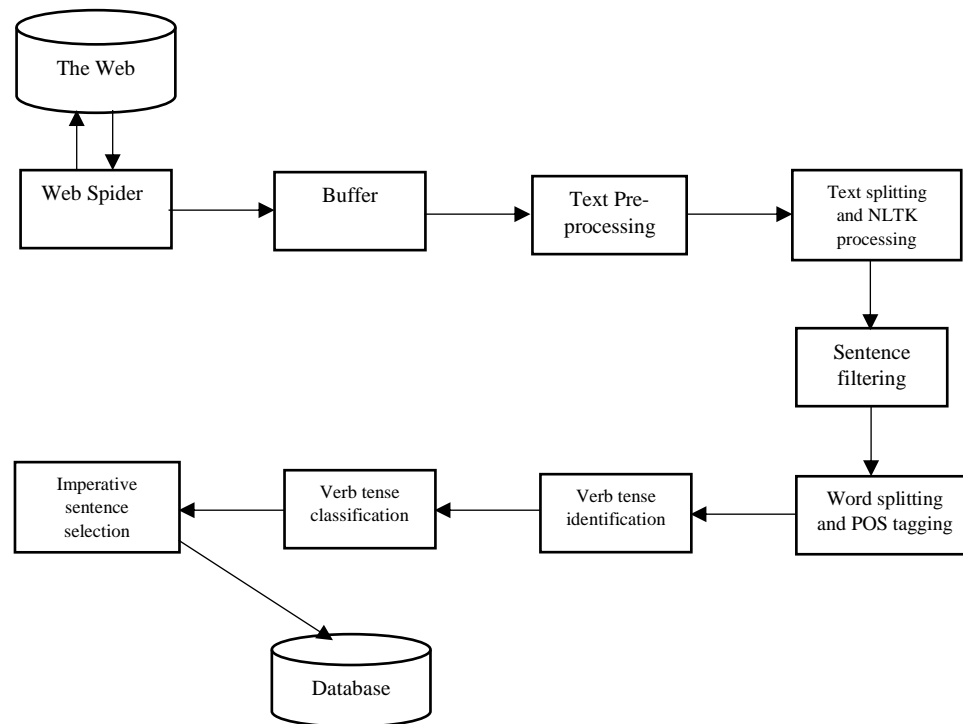 The Web
Web Spider
Buffer
Text Pre-
processing
Text splitting
and NLTK
processing
Sentence
filtering
Word splitting
and POS tagging
Verb tense
identification
Verb tense
classification
Imperative
sentence
selection
Database